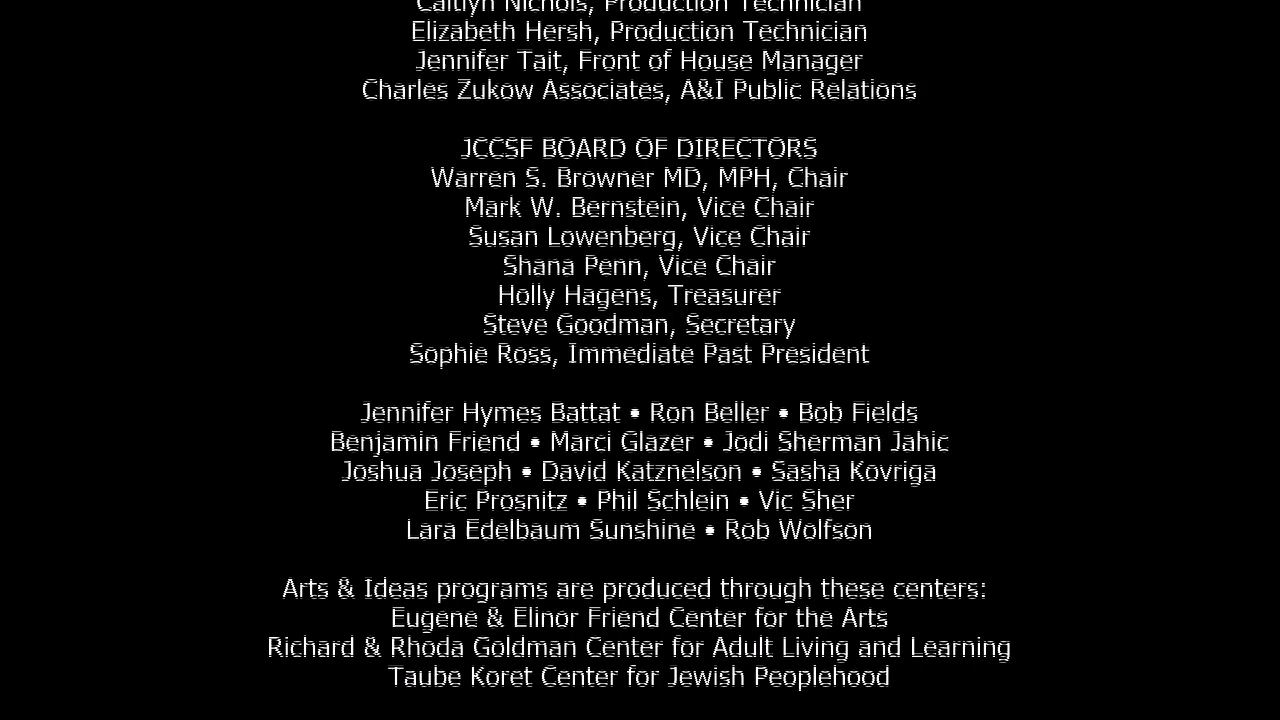 Caitlyn Nichols, Production Technician
Elizabeth Hersh, Production Technician
Jennifer Tait, Front of House Manager
Charles Zukow Associates, A&I Public Relations
JCCSF BOARD OF DIRECTORS
Warren S. Browner MD, MPH, Chair
Mark W. Bernstein, Vice Chair
Susan Lowenberg, Vice Chair
Shana Penn, Vice Chair
Holly Hagens, Treasurer
Steve Goodman, Secretary
Sophie Ross, Immediate Past President
Jennifer Hymes Battat • Ron Beller • Bob Fields
Benjamin Friend • Marci Glazer • Jodi Sherman Jahic
Joshua Joseph • David Katznelson • Sasha Kovriga
Eric Prosnitz • Phil Schlein • Vic Sher
Lara Edelbaum Sunshine • Rob Wolfson
Arts & Ideas programs are produced through these centers:
Eugene & Elinor Friend Center for the Arts
Richard & Rhoda Goldman Center for Adult Living and Learning
Taube Koret Center for Jewish Peoplehood